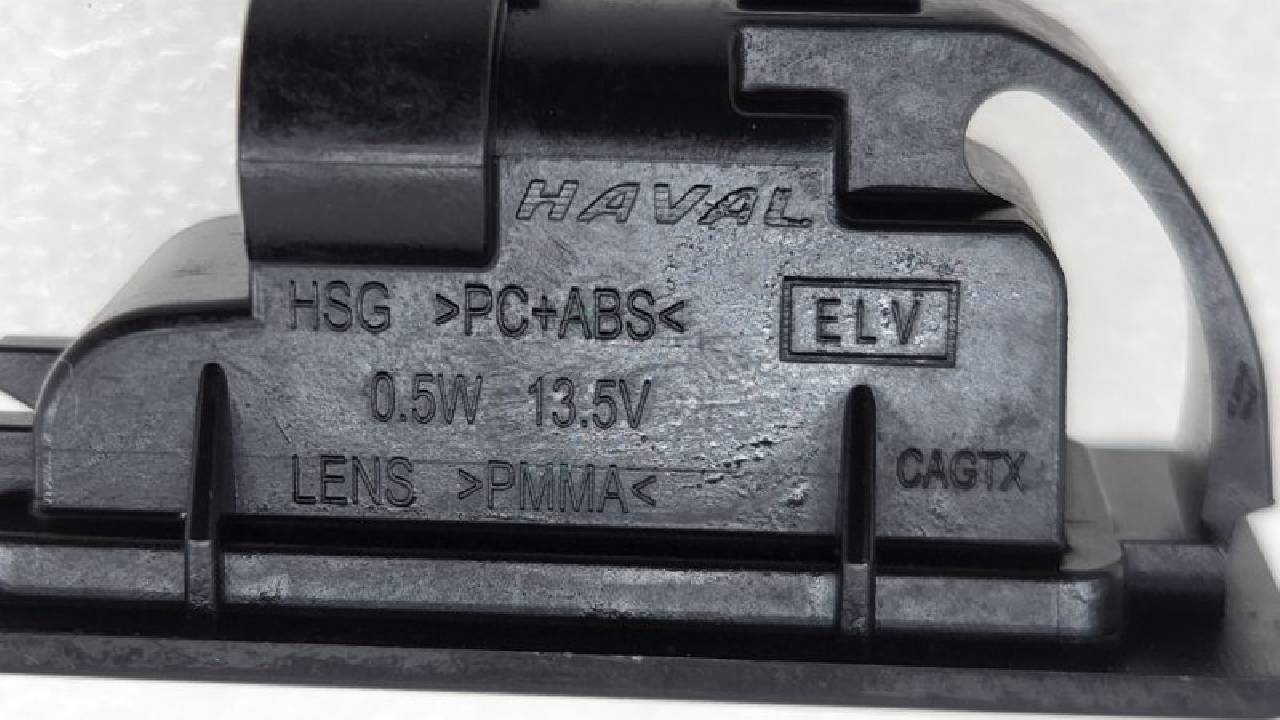 HAVAL
HSG >PC+ABS<
ELV
0.5W 13.5V
LENS >PMMA<
CAGTX